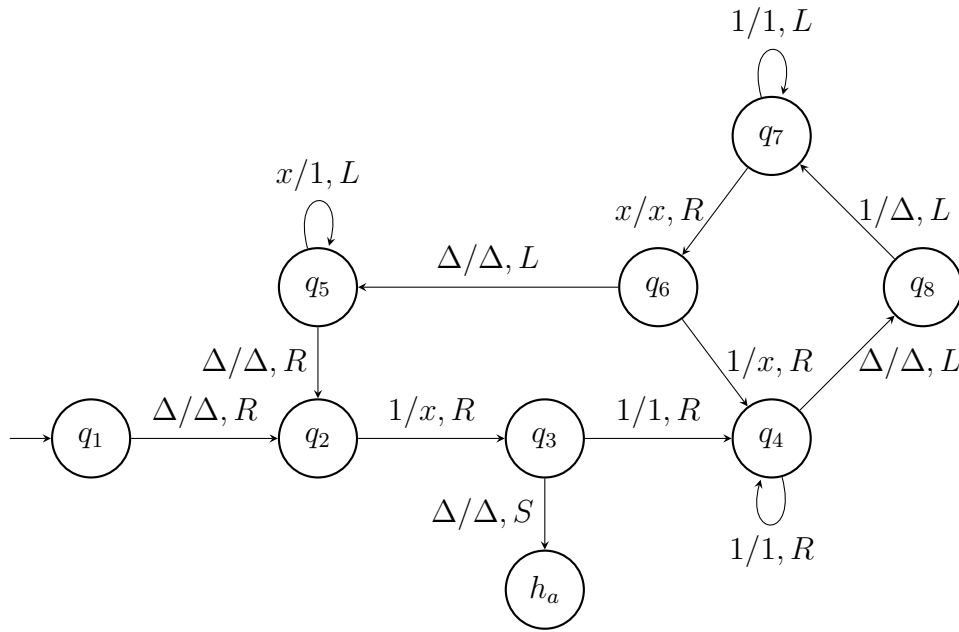 1/1, L
q₇
x/1, L
x/x, R
1/Δ, L
Δ/Δ, L
q₅
q₆
q₈
Δ/Δ, R
1/x, R
Δ/Δ, L
Δ/Δ, R
1/x, R
1/1, R
q₁
q₂
q₃
q₄
Δ/Δ, S
1/1, R
hₐ